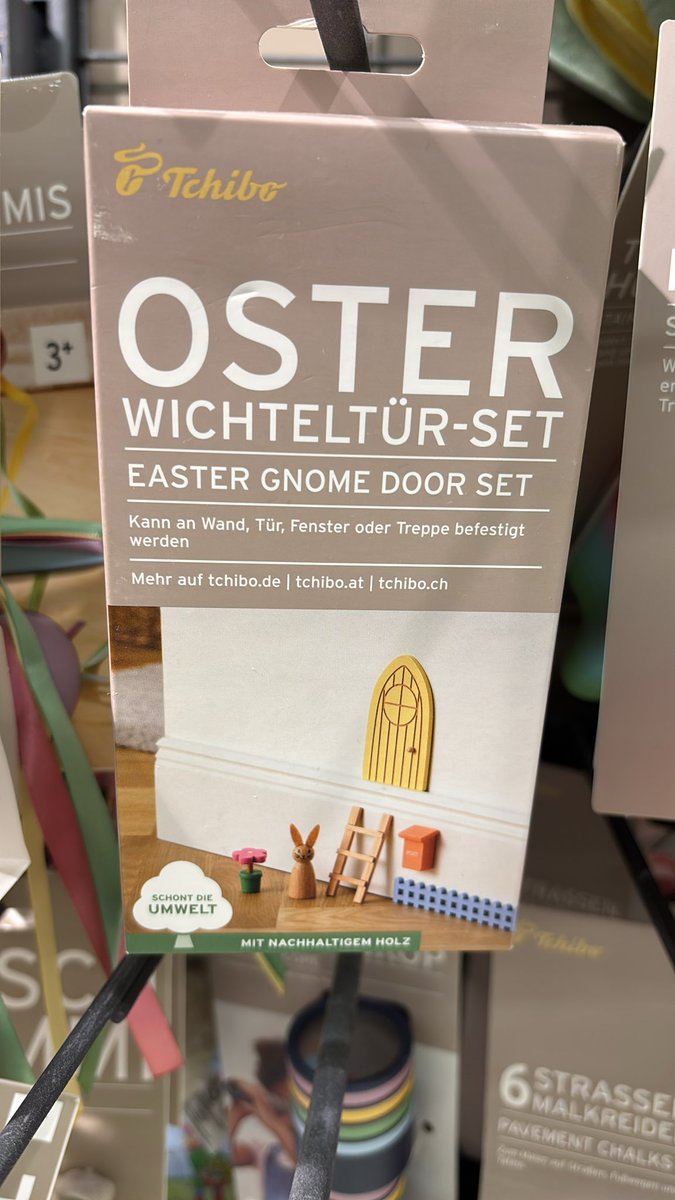 Tchibo
OSTER
WICHTELTÜR-SET
EASTER GNOME DOOR SET
Kann an Wand, Tür, Fenster oder Treppe befestigt
werden
Mehr auf tchibo.de | tchibo.at | tchibo.ch
SCHONT DIE
UMWELT
MIT NACHHALTIGEM HOLZ
MIS
3+
STRASSEN
Tchibo
6 STRASSE
MALKREIDE
PAVEMENT CHALKS